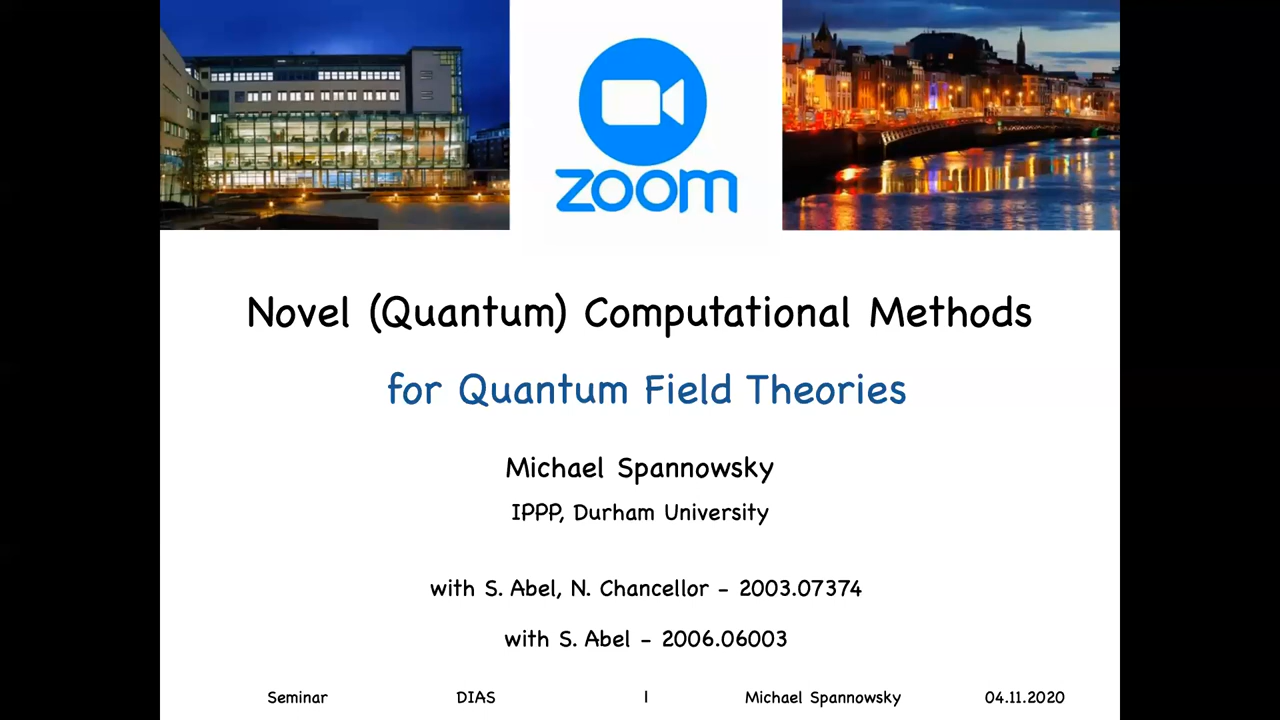 zoom
Novel (Quantum) Computational Methods
for Quantum Field Theories
Michael Spannowsky
IPPP, Durham University
with S. Abel, N. Chancellor - 2003.07374
with S. Abel - 2006.06003
Seminar DIAS 1 Michael Spannowsky 04.11.2020